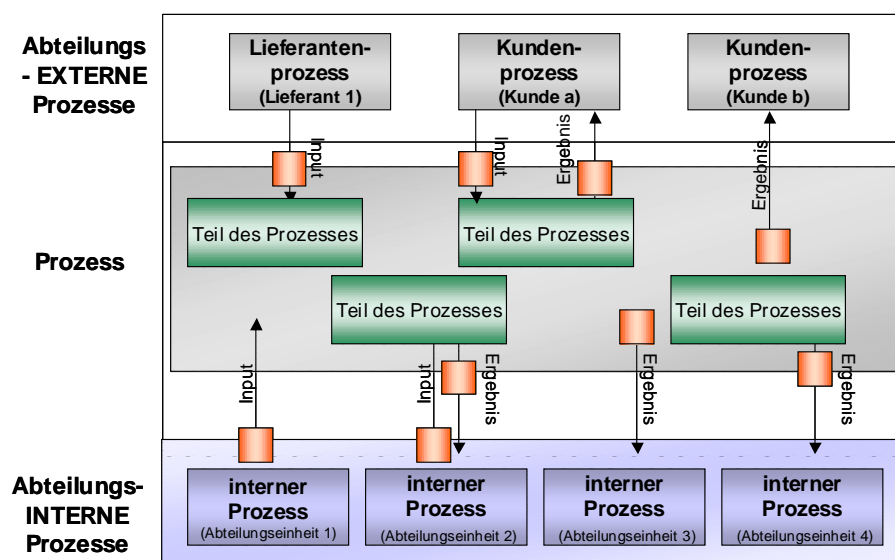 Abteilungs
- EXTERNE
Prozesse
Lieferanten-
prozess
(Lieferant 1)
Kunden-
prozess
(Kunde a)
Kunden-
prozess
(Kunde b)
Input
Input
Ergebnis
Ergebnis
Prozess
Teil des Prozesses
Teil des Prozesses
Teil des Prozesses
Teil des Prozesses
Input
Input
Ergebnis
Ergebnis
Ergebnis
Abteilungs-
INTERNE
Prozesse
interner
Prozess
(Abteilungseinheit 1)
interner
Prozess
(Abteilungseinheit 2)
interner
Prozess
(Abteilungseinheit 3)
interner
Prozess
(Abteilungseinheit 4)